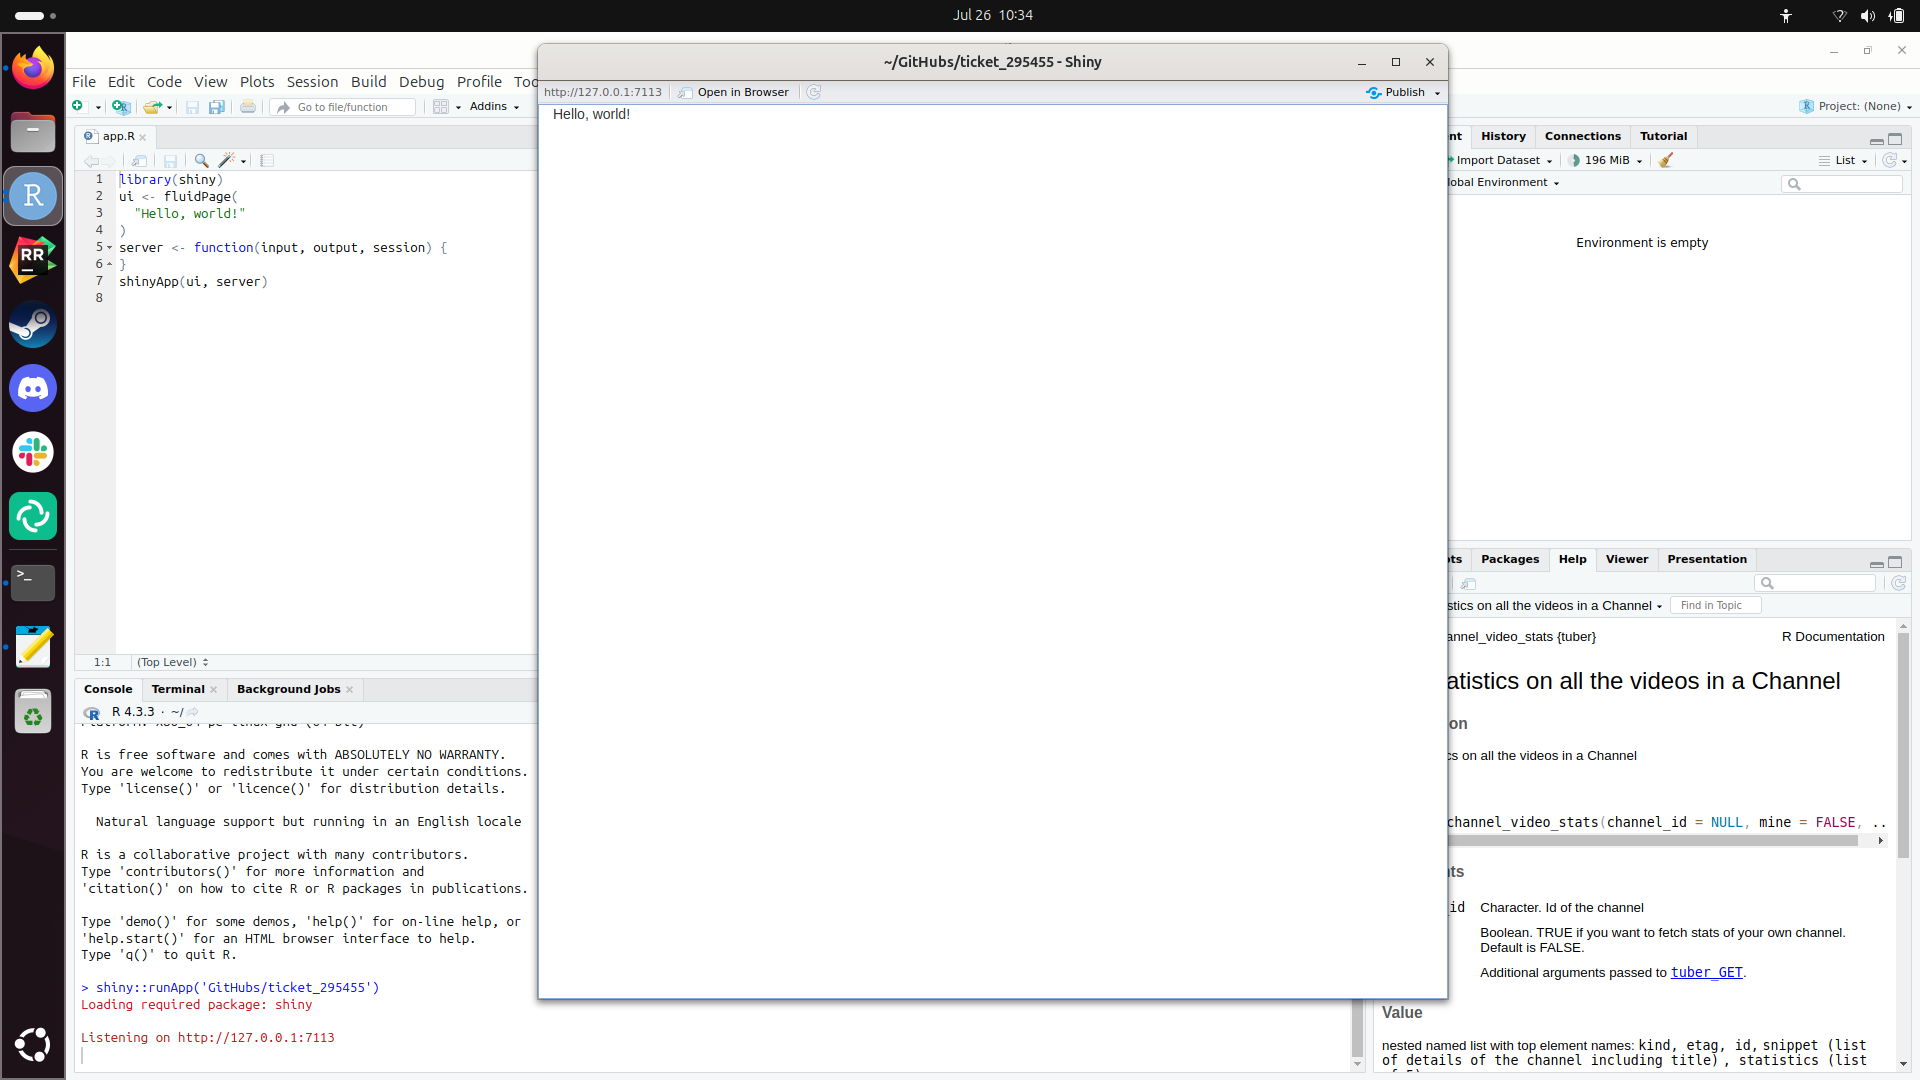 Jul 26 10:34
File Edit Code View Plots Session Build Debug Profile
Go to file/function
Addins
Project: (None)
app.R
1 library(shiny)
2 ui <- fluidPage(
3 "Hello, world!"
4 )
5 server <- function(input, output, session) {
6 }
7 shinyApp(ui, server)
8
1:1 (Top Level)
Console Terminal Background Jobs
R 4.3.3 · ~/
R is free software and comes with ABSOLUTELY NO WARRANTY.
You are welcome to redistribute it under certain conditions.
Type 'license()' or 'licence()' for distribution details.
Natural language support but running in an English locale
R is a collaborative project with many contributors.
Type 'contributors()' for more information and
'citation()' on how to cite R or R packages in publications.
Type 'demo()' for some demos, 'help()' for on-line help, or
'help.start()' for an HTML browser interface to help.
Type 'q()' to quit R.
> shiny::runApp('GitHubs/ticket_295455')
Loading required package: shiny
Listening on http://127.0.0.1:7113
~/GitHubs/ticket_295455 - Shiny
http://127.0.0.1:7113 Open in Browser Publish
Hello, world!
nt History Connections Tutorial
Import Dataset 196 MiB List
lobal Environment
Environment is empty
ots Packages Help Viewer Presentation
stics on all the videos in a Channel Find in Topic
annel_video_stats {tuber} R Documentation
atistics on all the videos in a Channel
on
cs on all the videos in a Channel
channel_video_stats(channel_id = NULL, mine = FALSE, ..
nts
_id Character. Id of the channel
Boolean. TRUE if you want to fetch stats of your own channel.
Default is FALSE.
Additional arguments passed to tuber_GET.
Value
nested named list with top element names: kind, etag, id, snippet (list
of details of the channel including title), statistics (list